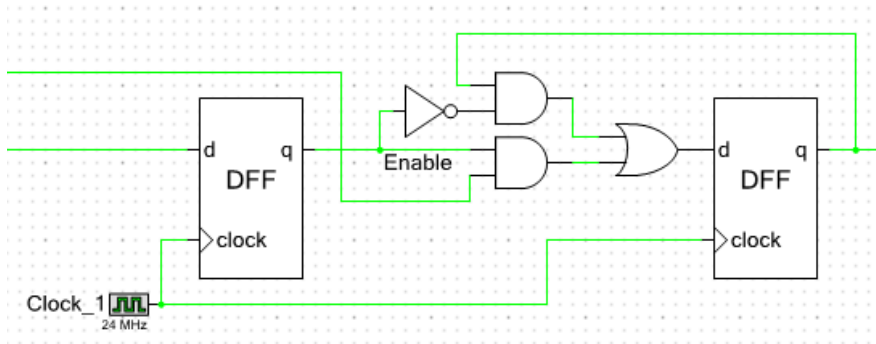 d q
DFF
clock
Enable
d q
DFF
clock
Clock_1
24 MHz